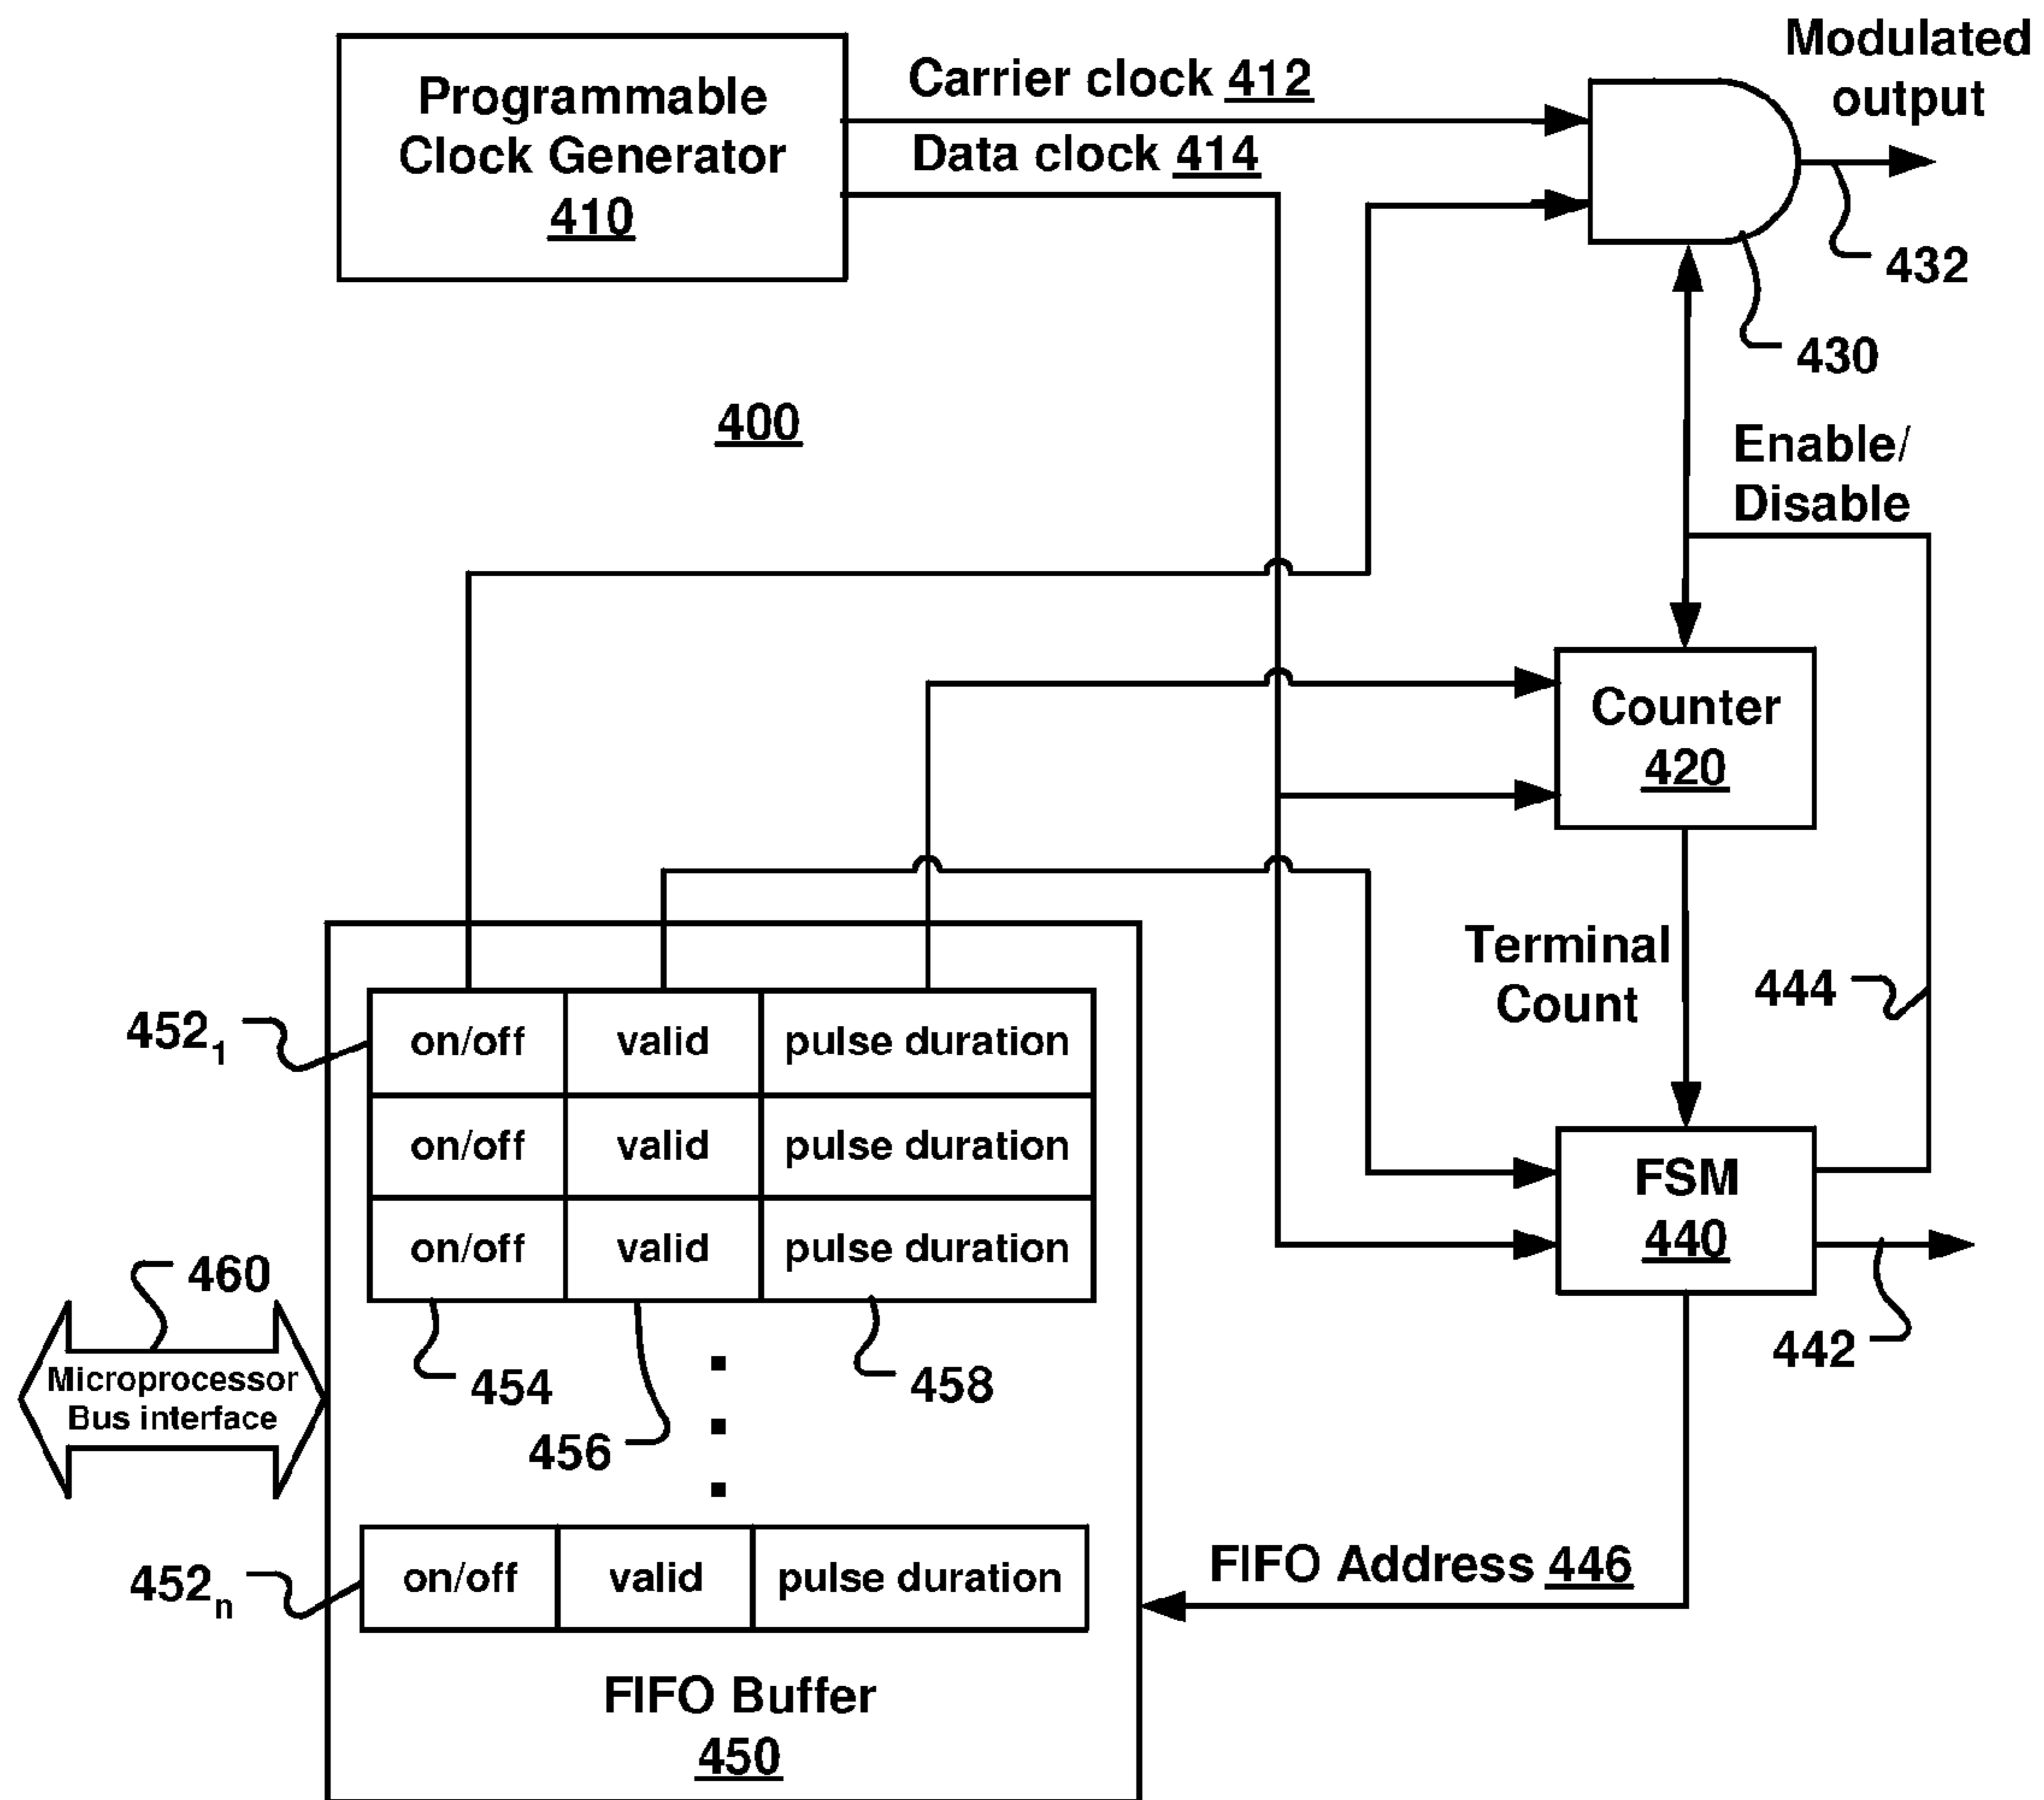 Programmable
Clock Generator
410
Carrier clock 412
Data clock 414
Modulated
output
432
430
400
Enable/
Disable
Counter
420
Terminal
Count
444
452₁
on/off valid pulse duration
on/off valid pulse duration
on/off valid pulse duration
FSM
440
442
460
Microprocessor
Bus interface
454
456
458
452ₙ
on/off valid pulse duration
FIFO Address 446
FIFO Buffer
450